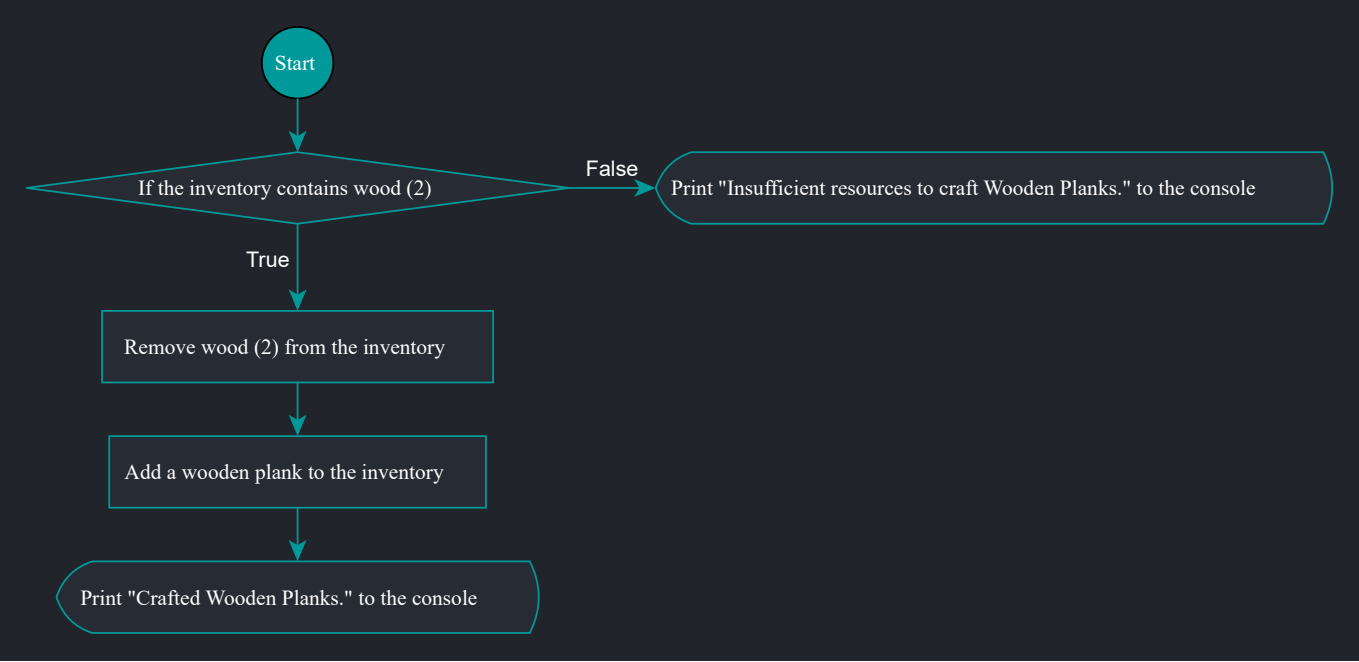 Start
If the inventory contains wood (2)
False
Print "Insufficient resources to craft Wooden Planks." to the console
True
Remove wood (2) from the inventory
Add a wooden plank to the inventory
Print "Crafted Wooden Planks." to the console